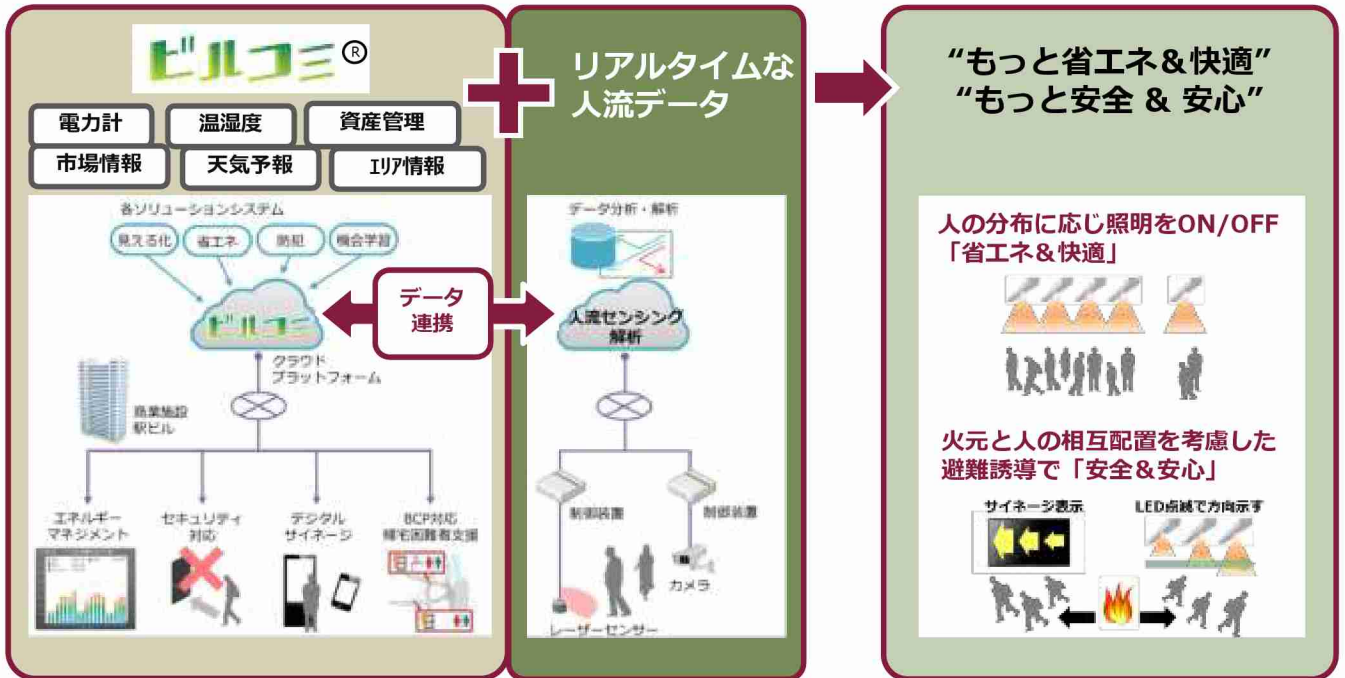 ビルコミ®
電力計
温湿度
資産管理
市場情報
天気予報
エリア情報
各ソリューションシステム
見える化
省エネ
防犯
機会学習
ビルコミ
クラウド
プラットフォーム
商業施設
駅ビル
エネルギー
マネジメント
セキュリティ
対応
デジタル
サイネージ
BCP対応
帰宅困難者支援
データ
連携
リアルタイムな
人流データ
データ分析・解析
人流センシング
解析
制御装置
制御装置
カメラ
レーザーセンサー
“もっと省エネ&快適”
“もっと安全 & 安心”
人の分布に応じ照明をON/OFF
「省エネ&快適」
火元と人の相互配置を考慮した
避難誘導で「安全&安心」
サイネージ表示
LED点滅で方向示す